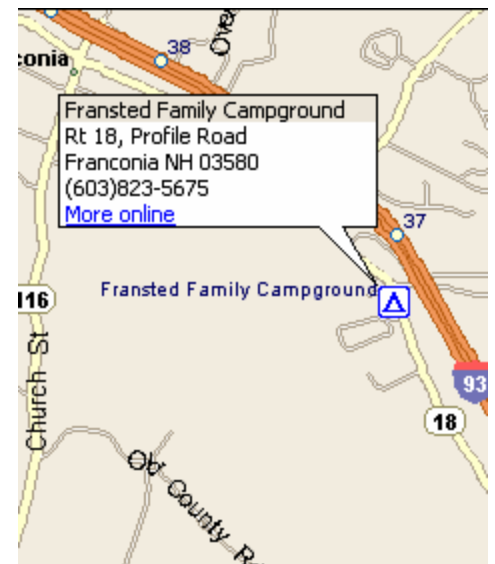 38
Ove
conia
Fransted Family Campground
Rt 18, Profile Road
Franconia NH 03580
(603)823-5675
More online
37
Fransted Family Campground
116
Church St
93
18
Old County R